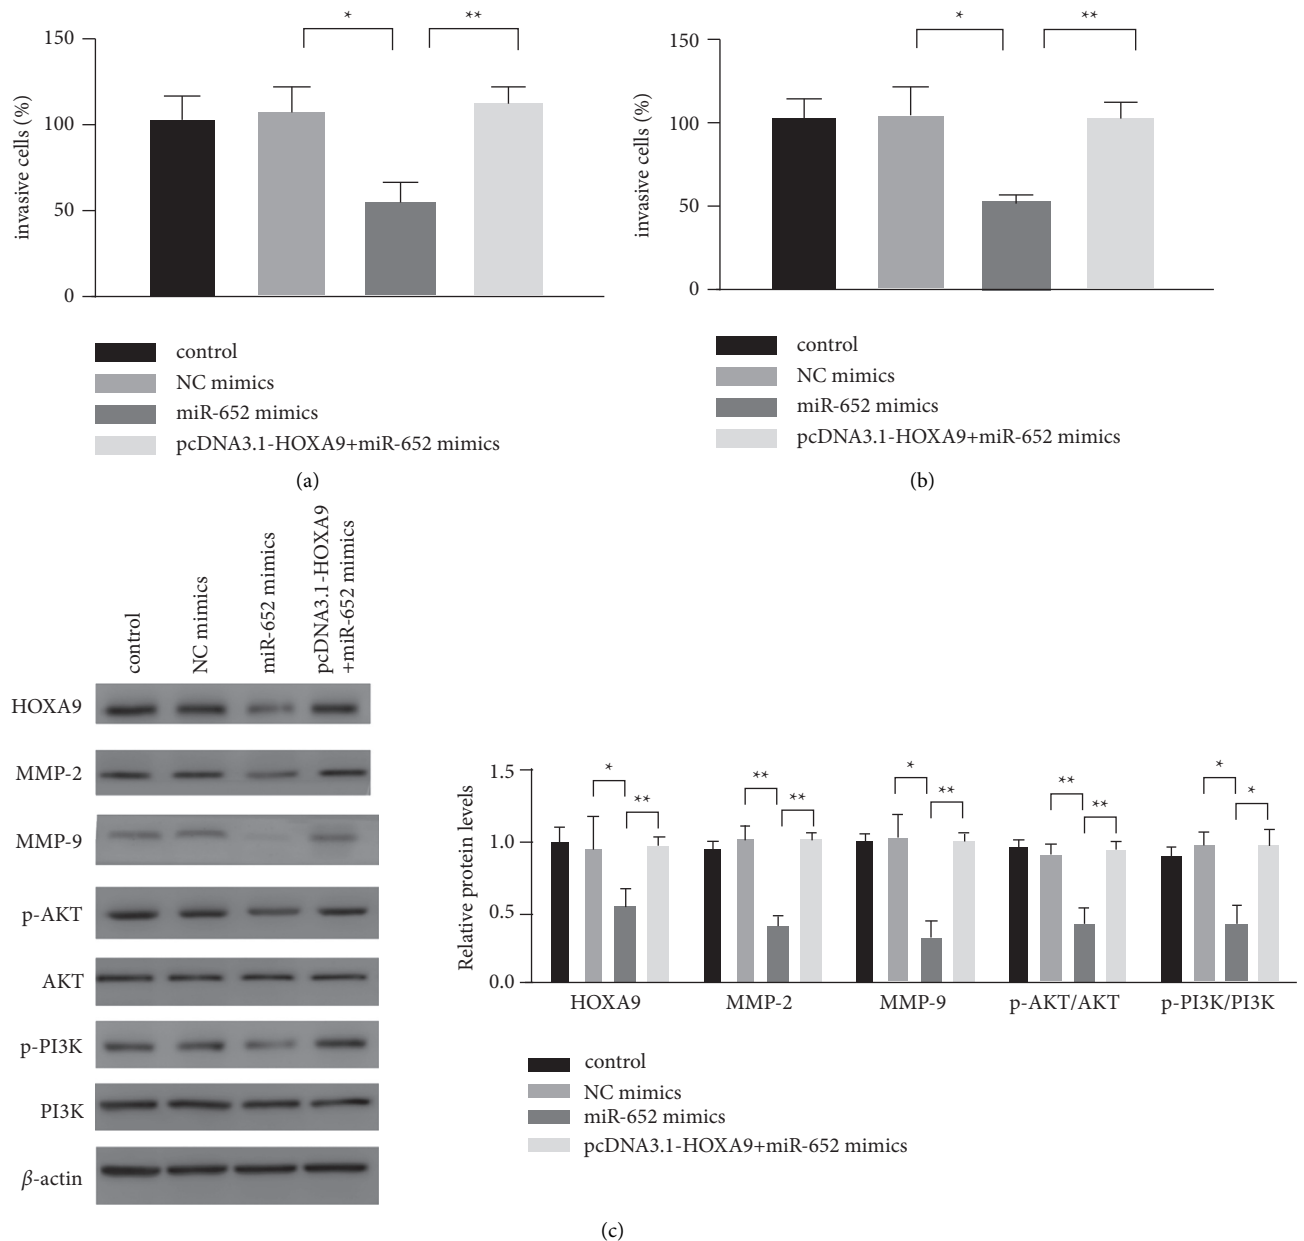 * **
150
100
50
0
invasive cells (%)
control
NC mimics
miR-652 mimics
pcDNA3.1-HOXA9+miR-652 mimics
(a)
* **
150
100
50
0
invasive cells (%)
control
NC mimics
miR-652 mimics
pcDNA3.1-HOXA9+miR-652 mimics
(b)
control
NC mimics
miR-652 mimics
pcDNA3.1-HOXA9
+miR-652 mimics
HOXA9
MMP-2
MMP-9
p-AKT
AKT
p-PI3K
PI3K
β-actin
Relative protein levels
1.5
1.0
0.5
0.0
* **
** **
* **
** **
* *
HOXA9 MMP-2 MMP-9 p-AKT/AKT p-PI3K/PI3K
control
NC mimics
miR-652 mimics
pcDNA3.1-HOXA9+miR-652 mimics
(c)